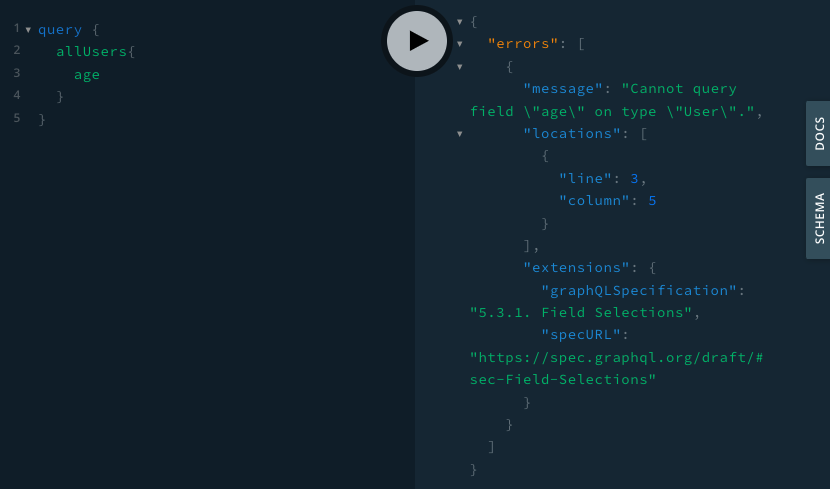 1 query {
2 allUsers{
3 age
4 }
5 }
{
"errors": [
{
"message": "Cannot query
field \"age\" on type \"User\".",
"locations": [
{
"line": 3,
"column": 5
}
],
"extensions": {
"graphQLSpecification":
"5.3.1. Field Selections",
"specURL":
"https://spec.graphql.org/draft/#
sec-Field-Selections"
}
}
]
}
DOCS
SCHEMA